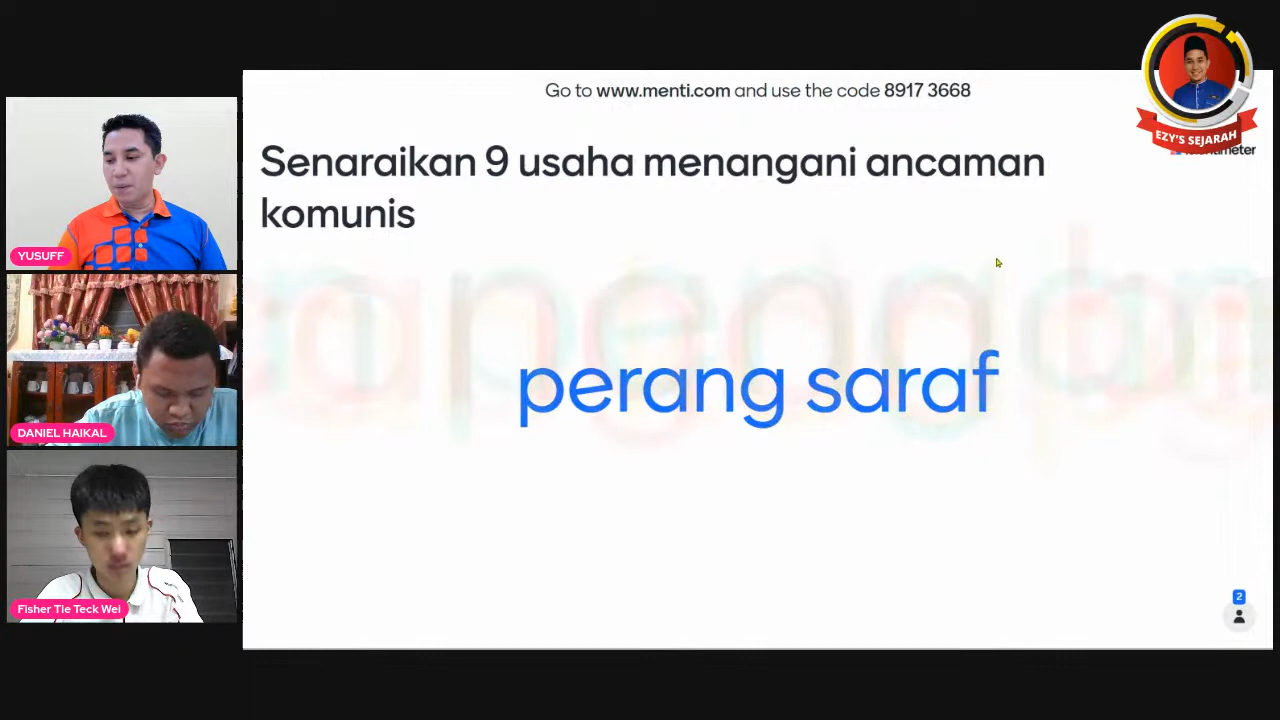 Go to www.menti.com and use the code 8917 3668
EZY'S SEJARAH
Senaraikan 9 usaha menangani ancaman
komunis
perang saraf
YUSUFF
DANIEL HAIKAL
Fisher Tie Teck Wei
2